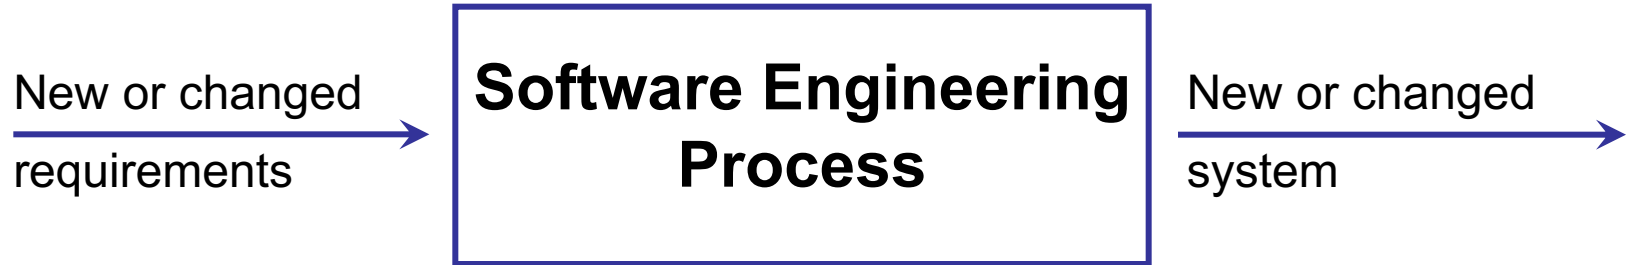 New or changed
requirements
Software Engineering
Process
New or changed
system